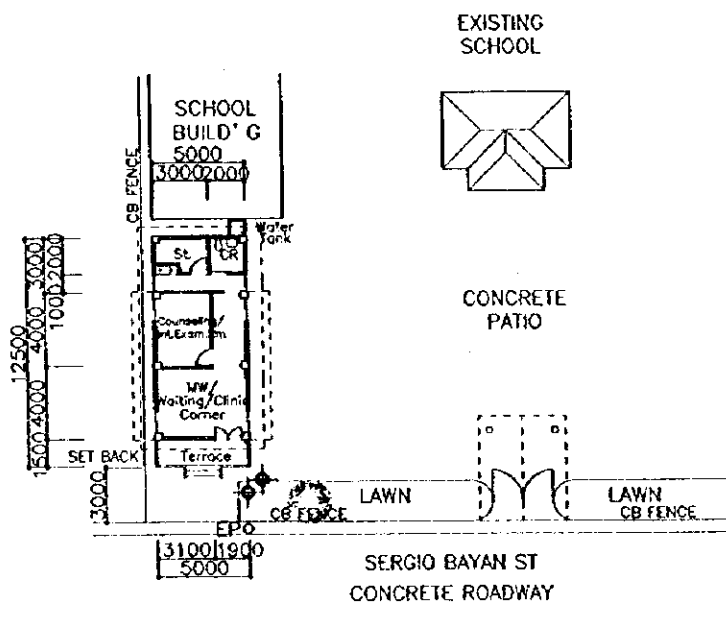 EXISTING
SCHOOL
SCHOOL
BUILD' G
5000
3000 2000
CB FENCE
Water
Tank
St.
CR
3000
2000
1000
4000
12500
4000
1500
CONCRETE
PATIO
Counseling/
MW/
Waiting/Clinic
Corner
SET BACK
Terrace
3000
LAWN
LAWN
CB FENCE
CB FENCE
EP
3100 1900
5000
SERGIO BAYAN ST
CONCRETE ROADWAY